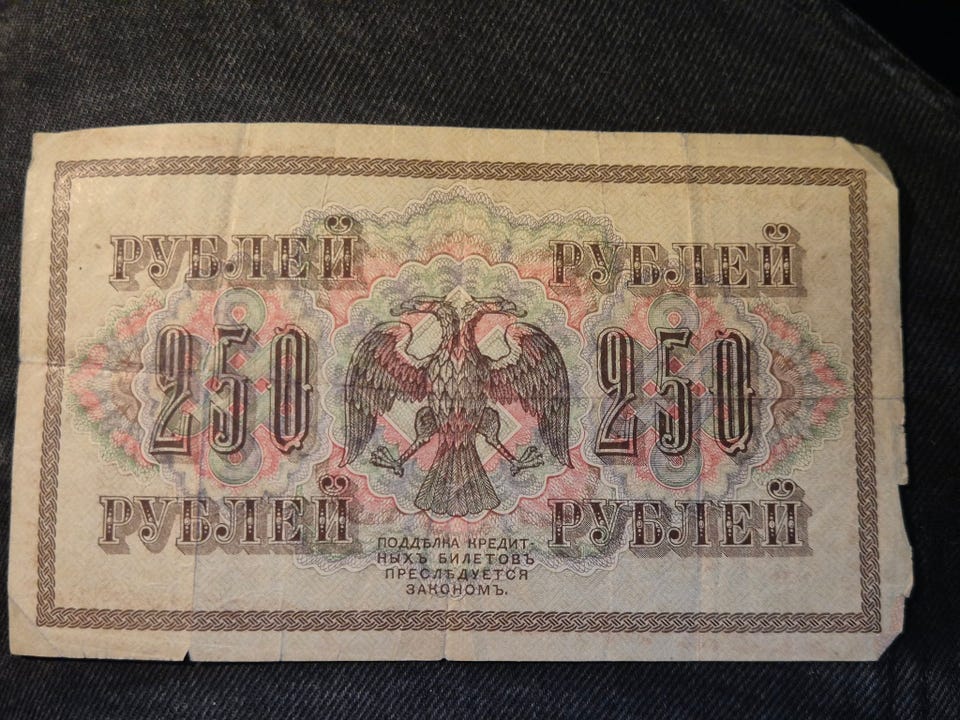 РУБЛЕЙ РУБЛЕЙ
250 250
РУБЛЕЙ РУБЛЕЙ
ПОДДѢЛКА КРЕДИТ-
НЫХЪ БИЛЕТОВЪ
ПРЕСЛѢДУЕТСЯ
ЗАКОНОМЪ.